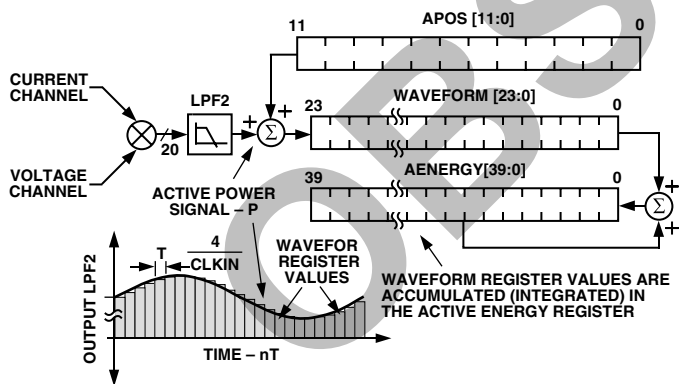 APOS [11:0]
11
0
CURRENT
CHANNEL
LPF2
WAVEFORM [23:0]
+
+
23
0
Σ
20
+
VOLTAGE
CHANNEL
AENERGY[39:0]
39
0
Σ
+
ACTIVE POWER
SIGNAL – P
T
4
CLKIN
WAVEFOR
REGISTER
VALUES
WAVEFORM REGISTER VALUES ARE
ACCUMULATED (INTEGRATED) IN
THE ACTIVE ENERGY REGISTER
OUTPUT LPF2
TIME – nT
OBS